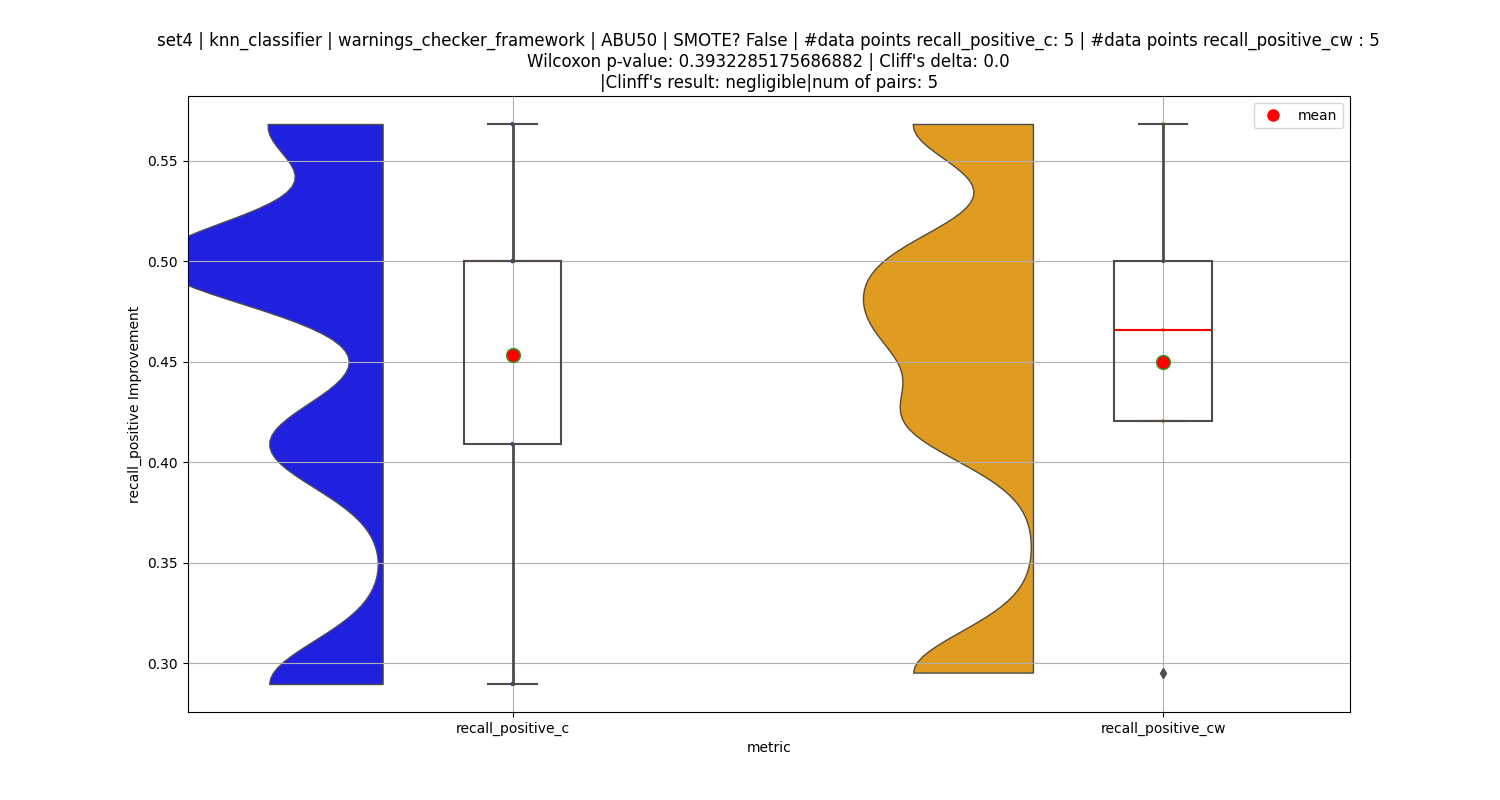 set4 | knn_classifier | warnings_checker_framework | ABU50 | SMOTE? False | #data points recall_positive_c: 5 | #data points recall_positive_cw : 5
Wilcoxon p-value: 0.3932285175686882 | Cliff's delta: 0.0
|Clinff's result: negligible|num of pairs: 5
mean
0.55
0.50
0.45
0.40
0.35
0.30
recall_positive Improvement
recall_positive_c
recall_positive_cw
metric